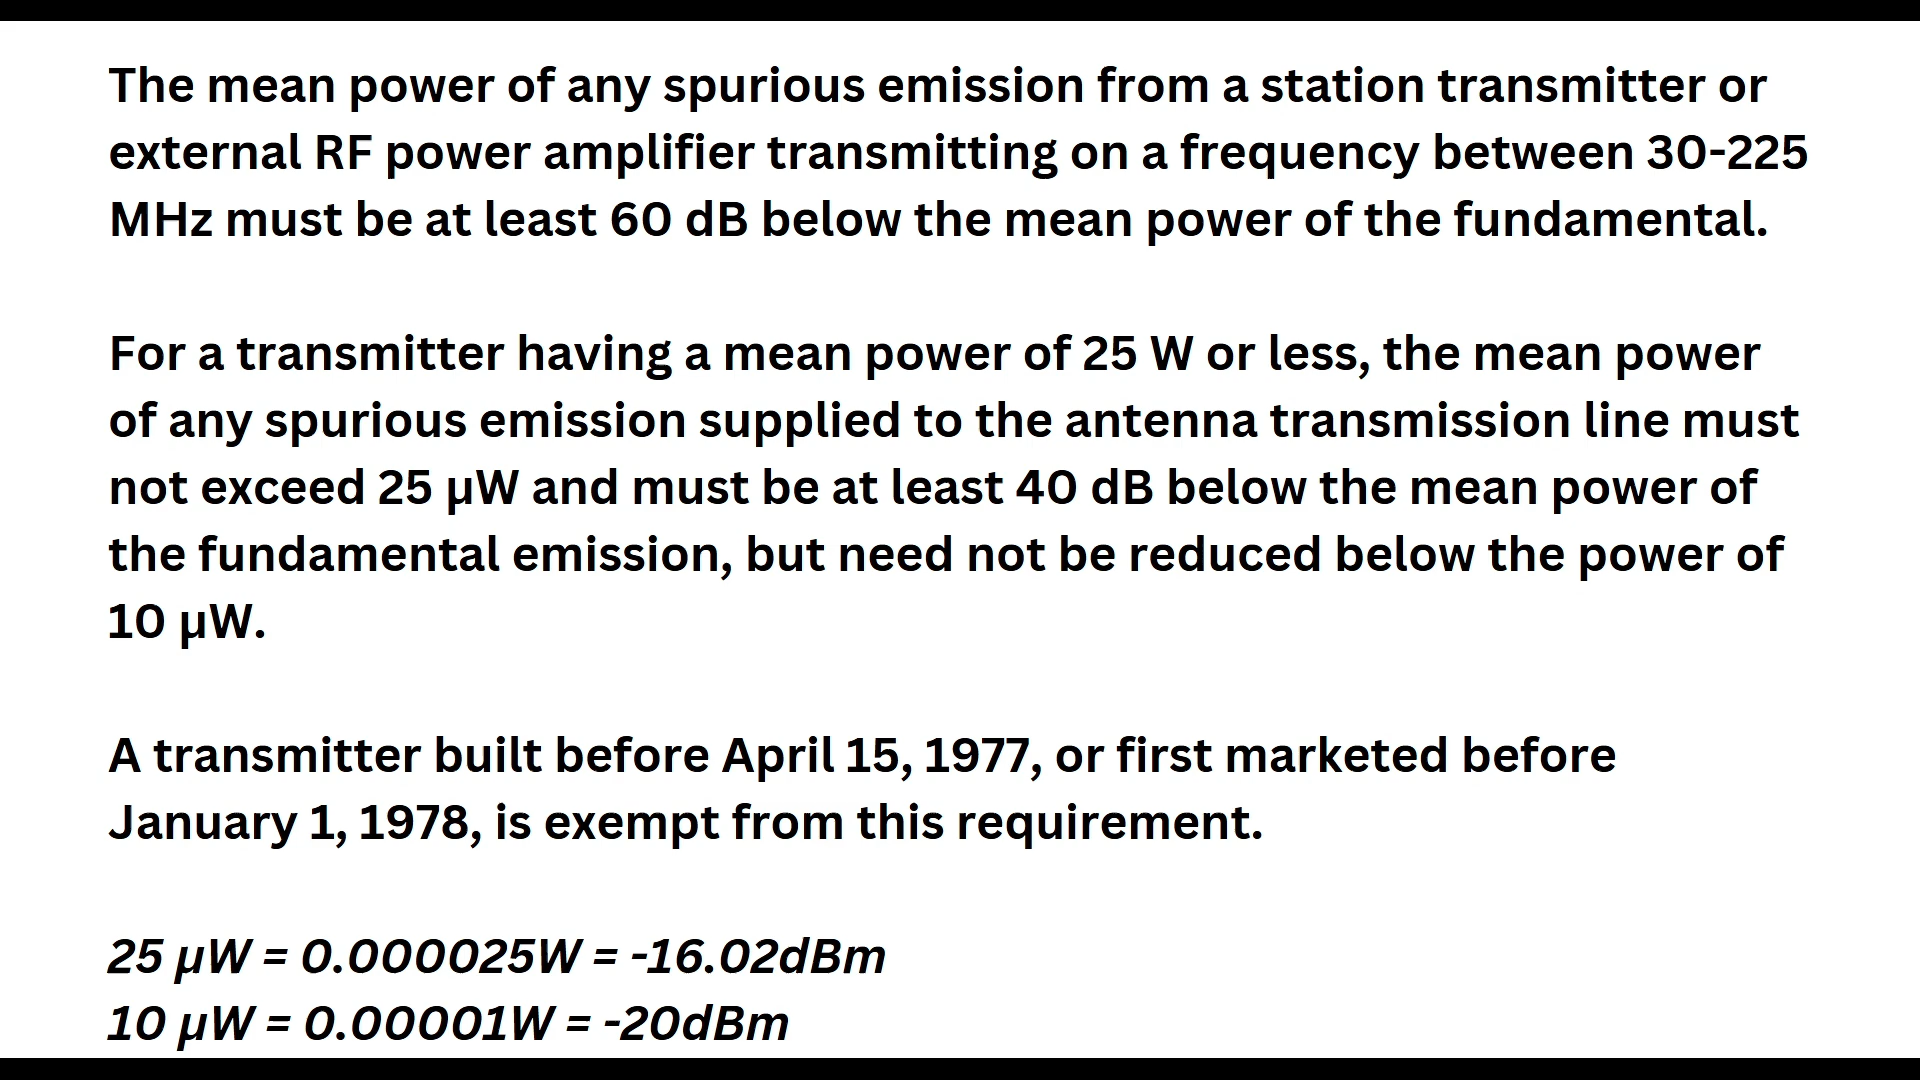 The mean power of any spurious emission from a station transmitter or
external RF power amplifier transmitting on a frequency between 30-225
MHz must be at least 60 dB below the mean power of the fundamental.
For a transmitter having a mean power of 25 W or less, the mean power
of any spurious emission supplied to the antenna transmission line must
not exceed 25 µW and must be at least 40 dB below the mean power of
the fundamental emission, but need not be reduced below the power of
10 µW.
A transmitter built before April 15, 1977, or first marketed before
January 1, 1978, is exempt from this requirement.
25 µW = 0.000025W = -16.02dBm
10 µW = 0.00001W = -20dBm